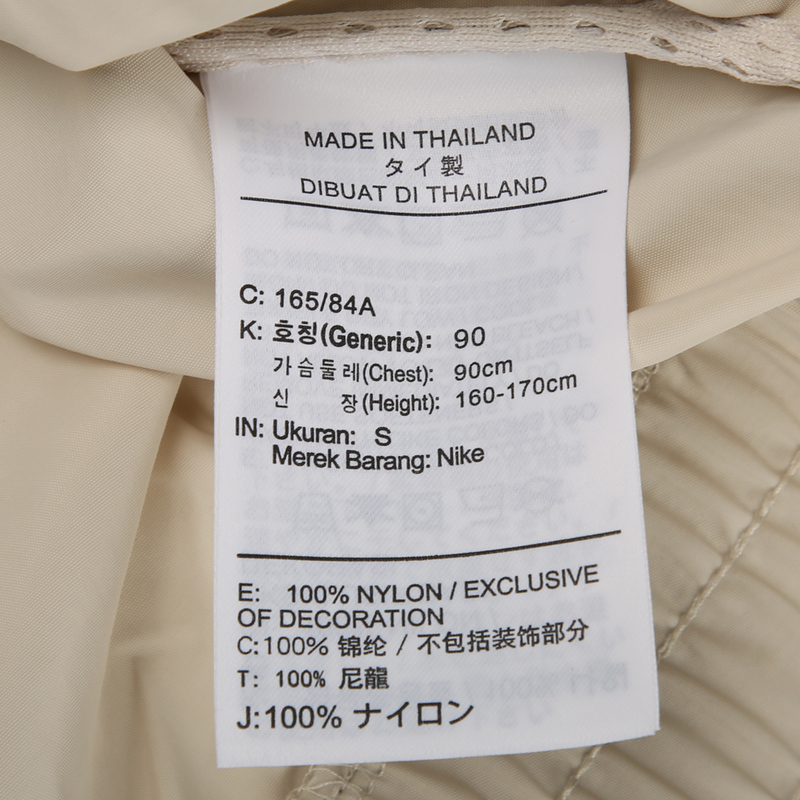 MADE IN THAILAND
タイ製
DIBUAT DI THAILAND
C: 165/84A
K: 호칭(Generic): 90
가슴둘레(Chest): 90cm
신 장(Height): 160-170cm
IN: Ukuran: S
Merek Barang: Nike
E: 100% NYLON / EXCLUSIVE
OF DECORATION
C:100% 锦纶 / 不包括装饰部分
T: 100% 尼龍
J:100% ナイロン